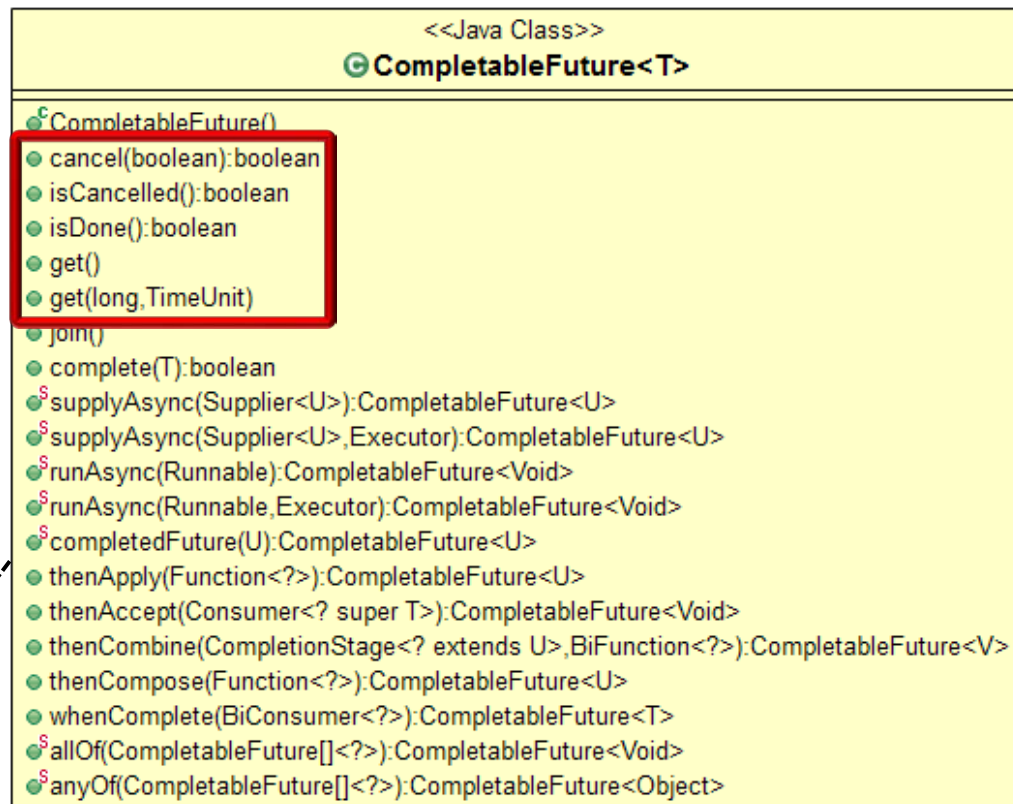 <<Java Class>>
CompletableFuture<T>
CompletableFuture()
cancel(boolean):boolean
isCancelled():boolean
isDone():boolean
get()
get(long,TimeUnit)
join()
complete(T):boolean
supplyAsync(Supplier<U>):CompletableFuture<U>
supplyAsync(Supplier<U>,Executor):CompletableFuture<U>
runAsync(Runnable):CompletableFuture<Void>
runAsync(Runnable,Executor):CompletableFuture<Void>
completedFuture(U):CompletableFuture<U>
thenApply(Function<?>):CompletableFuture<U>
thenAccept(Consumer<? super T>):CompletableFuture<Void>
thenCombine(CompletionStage<? extends U>,BiFunction<?>):CompletableFuture<V>
thenCompose(Function<?>):CompletableFuture<U>
whenComplete(BiConsumer<?>):CompletableFuture<T>
allOf(CompletableFuture[]<?>):CompletableFuture<Void>
anyOf(CompletableFuture[]<?>):CompletableFuture<Object>